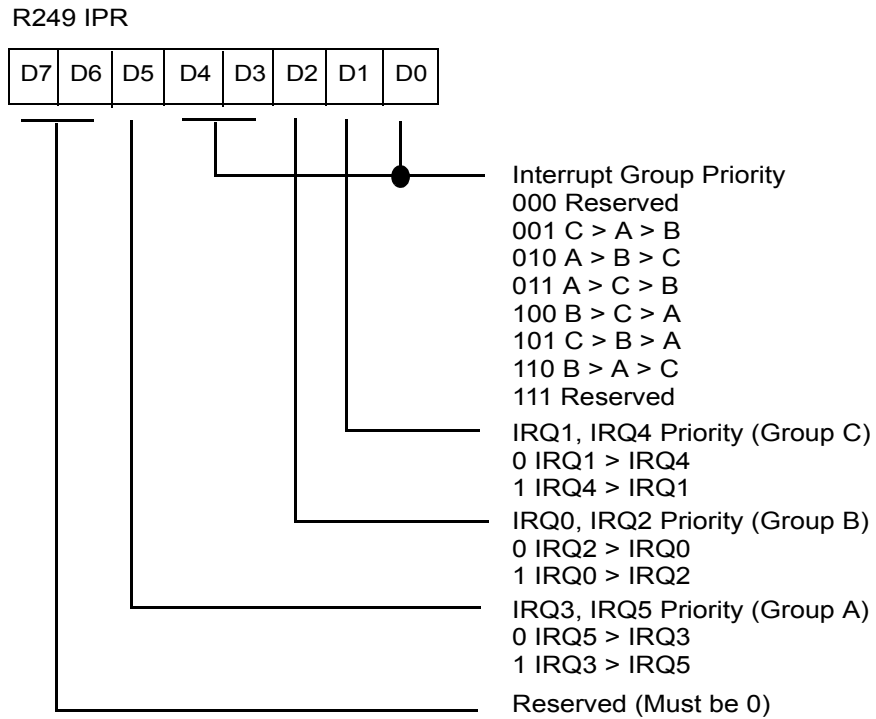 R249 IPR
D7 D6 D5 D4 D3 D2 D1 D0
Interrupt Group Priority
000 Reserved
001 C > A > B
010 A > B > C
011 A > C > B
100 B > C > A
101 C > B > A
110 B > A > C
111 Reserved
IRQ1, IRQ4 Priority (Group C)
0 IRQ1 > IRQ4
1 IRQ4 > IRQ1
IRQ0, IRQ2 Priority (Group B)
0 IRQ2 > IRQ0
1 IRQ0 > IRQ2
IRQ3, IRQ5 Priority (Group A)
0 IRQ5 > IRQ3
1 IRQ3 > IRQ5
Reserved (Must be 0)